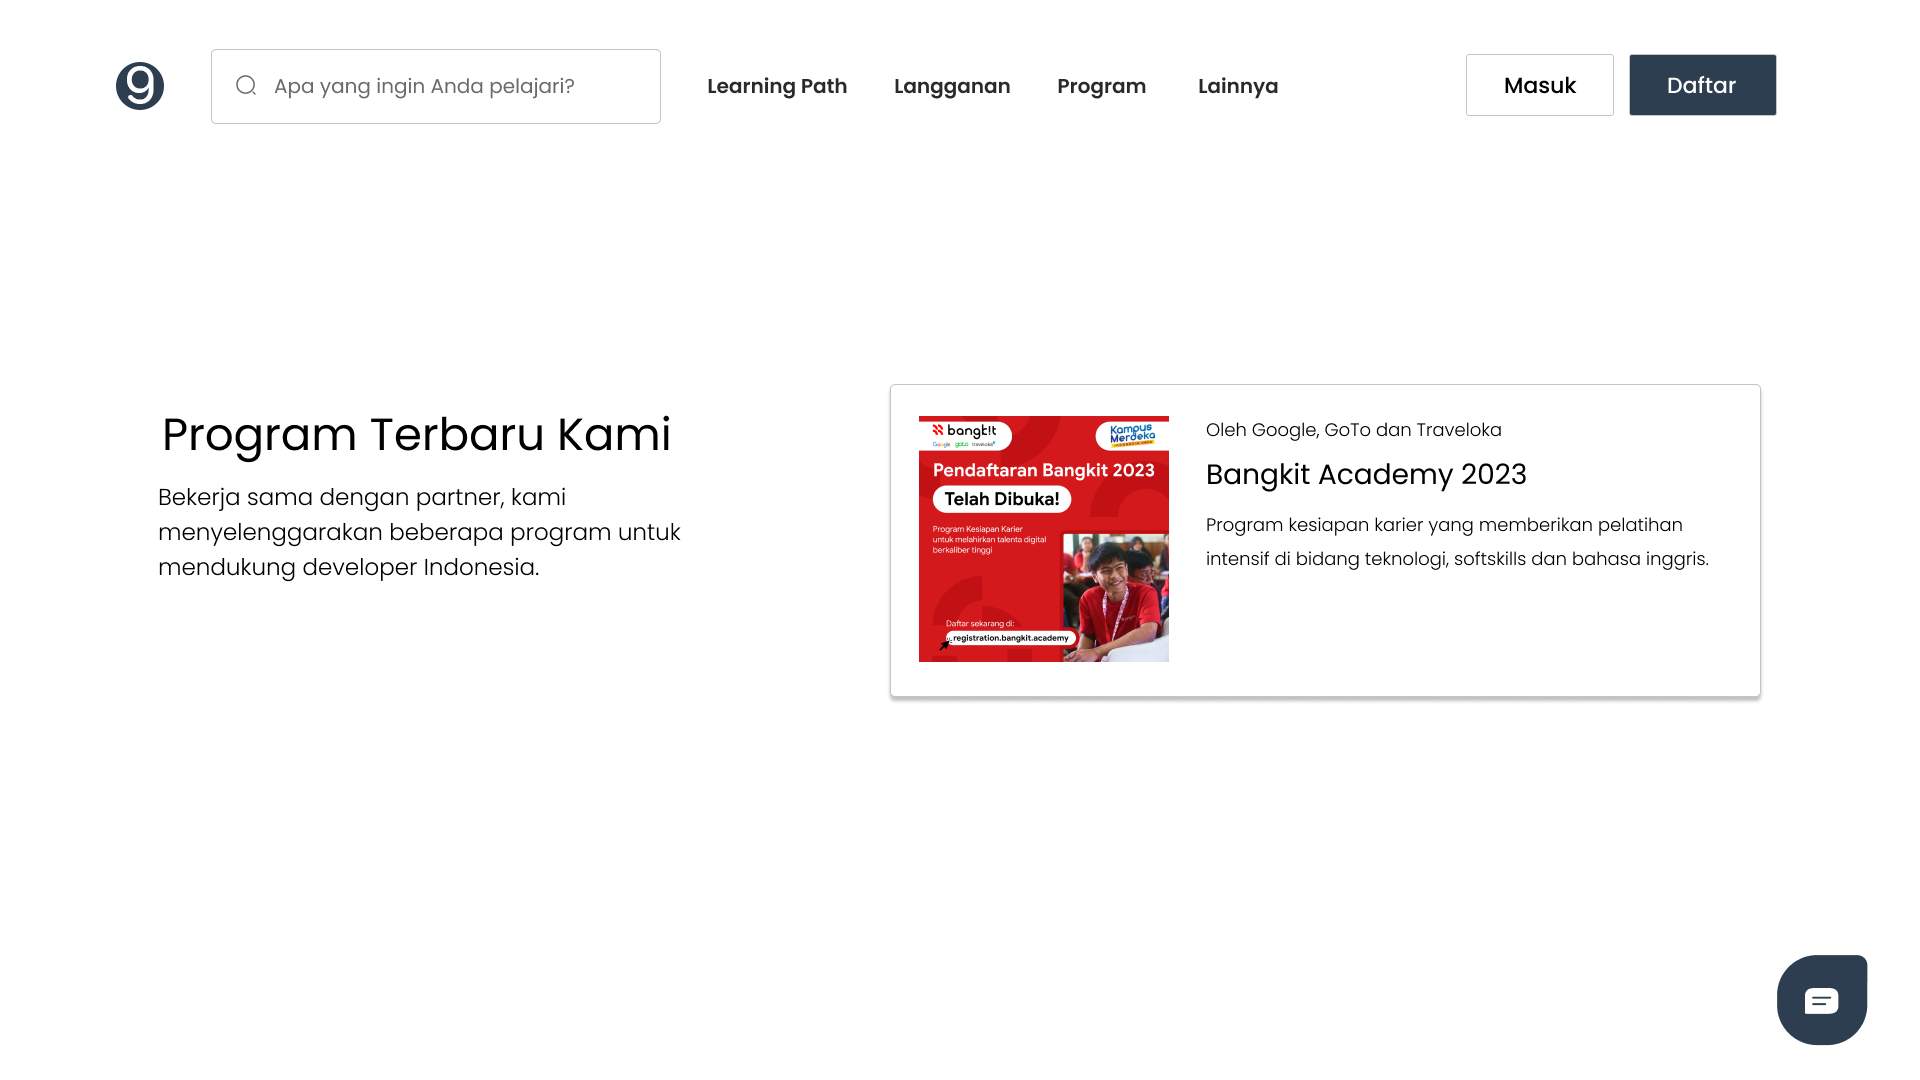 g
Apa yang ingin Anda pelajari?
Learning Path
Langganan
Program
Lainnya
Masuk
Daftar
Program Terbaru Kami
Bekerja sama dengan partner, kami
menyelenggarakan beberapa program untuk
mendukung developer Indonesia.
bangk!t
Google goto traveloka
Kampus
Merdeka
INDONESIA JAYA
Pendaftaran Bangkit 2023
Telah Dibuka!
Program Kesiapan Karier
untuk melahirkan talenta digital
berkaliber tinggi
Daftar sekarang di:
registration.bangkit.academy
Oleh Google, GoTo dan Traveloka
Bangkit Academy 2023
Program kesiapan karier yang memberikan pelatihan
intensif di bidang teknologi, softskills dan bahasa inggris.